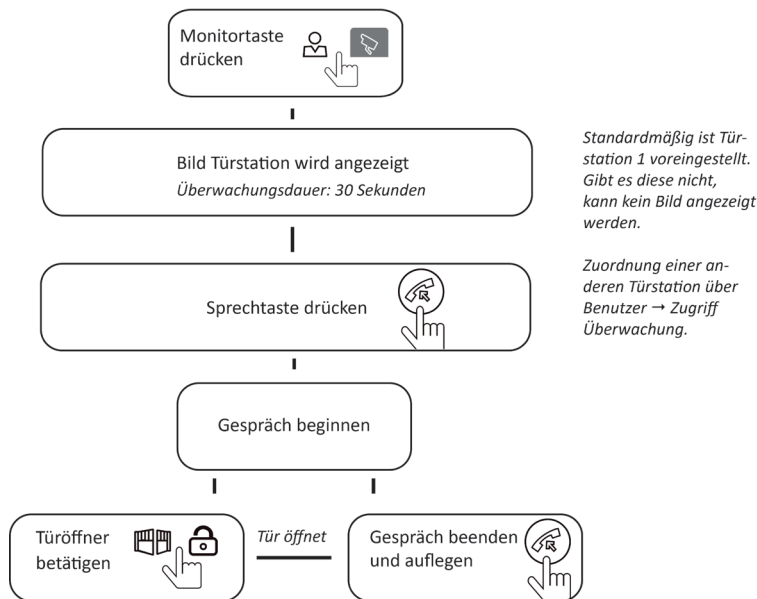 Monitortaste
drücken
Bild Türstation wird angezeigt
Überwachungsdauer: 30 Sekunden
Standardmäßig ist Tür-
station 1 voreingestellt.
Gibt es diese nicht,
kann kein Bild angezeigt
werden.
Zuordnung einer an-
deren Türstation über
Benutzer → Zugriff
Überwachung.
Sprechtaste drücken
Gespräch beginnen
Türöffner
betätigen
Tür öffnet
Gespräch beenden
und auflegen